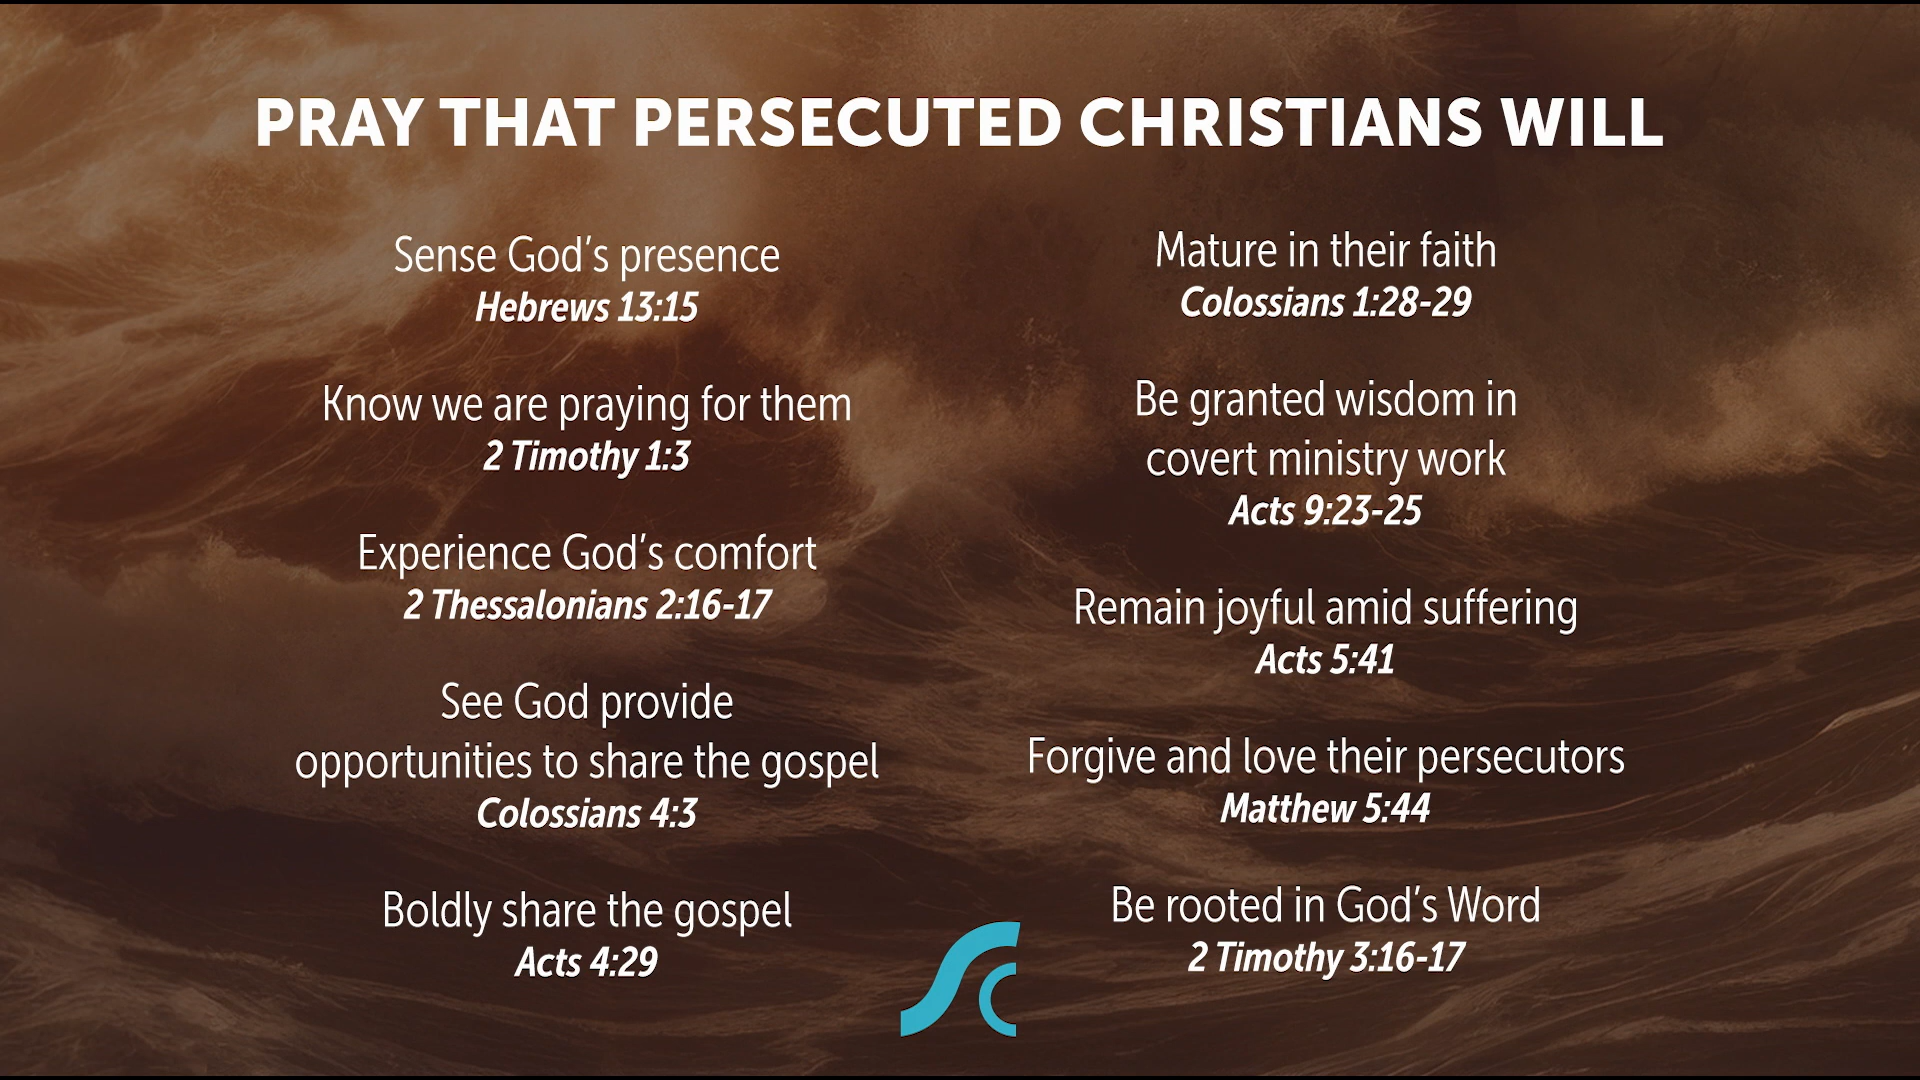 PRAY THAT PERSECUTED CHRISTIANS WILL
Sense God's presence
Hebrews 13:15
Know we are praying for them
2 Timothy 1:3
Experience God's comfort
2 Thessalonians 2:16-17
See God provide
opportunities to share the gospel
Colossians 4:3
Boldly share the gospel
Acts 4:29
Mature in their faith
Colossians 1:28-29
Be granted wisdom in
covert ministry work
Acts 9:23-25
Remain joyful amid suffering
Acts 5:41
Forgive and love their persecutors
Matthew 5:44
Be rooted in God's Word
2 Timothy 3:16-17